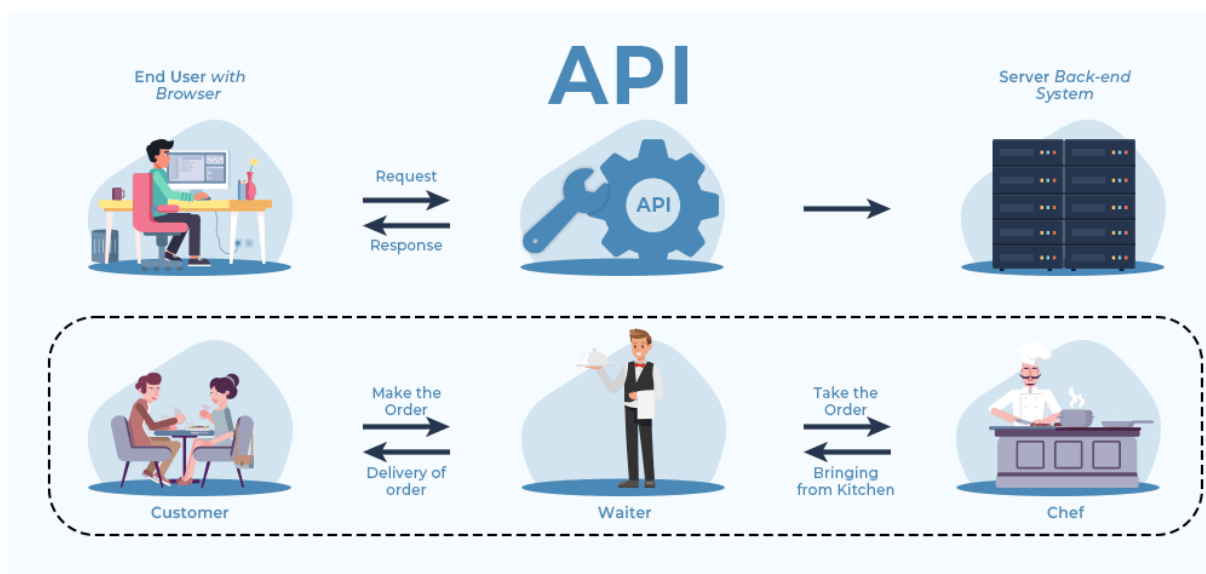 API
End User with
Browser
Server Back-end
System
Request
API
Response
Make the
Order
Take the
Order
Delivery of
order
Bringing
from Kitchen
Customer
Waiter
Chef